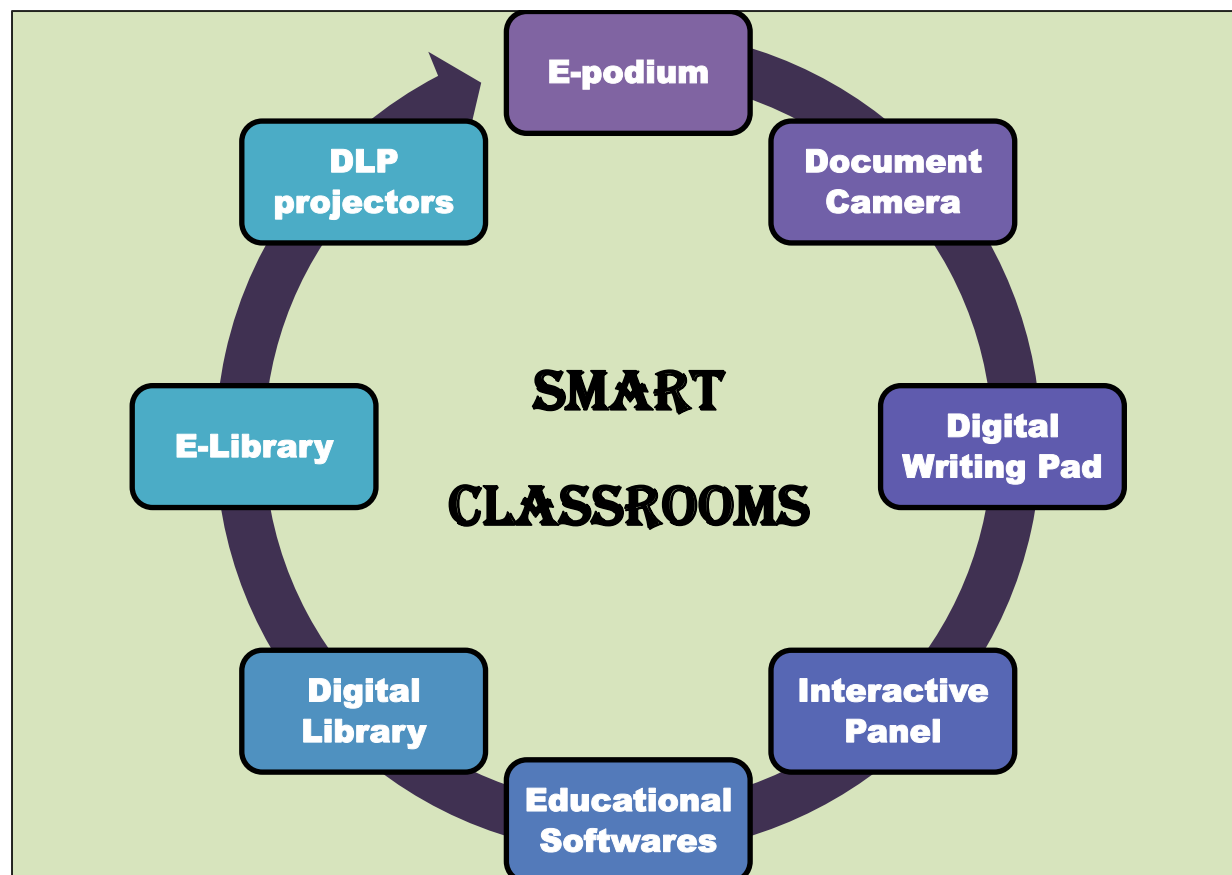 E-podium
Document
Camera
Digital
Writing Pad
Interactive
Panel
Educational
Softwares
Digital
Library
E-Library
DLP
projectors
SMART
CLASSROOMS